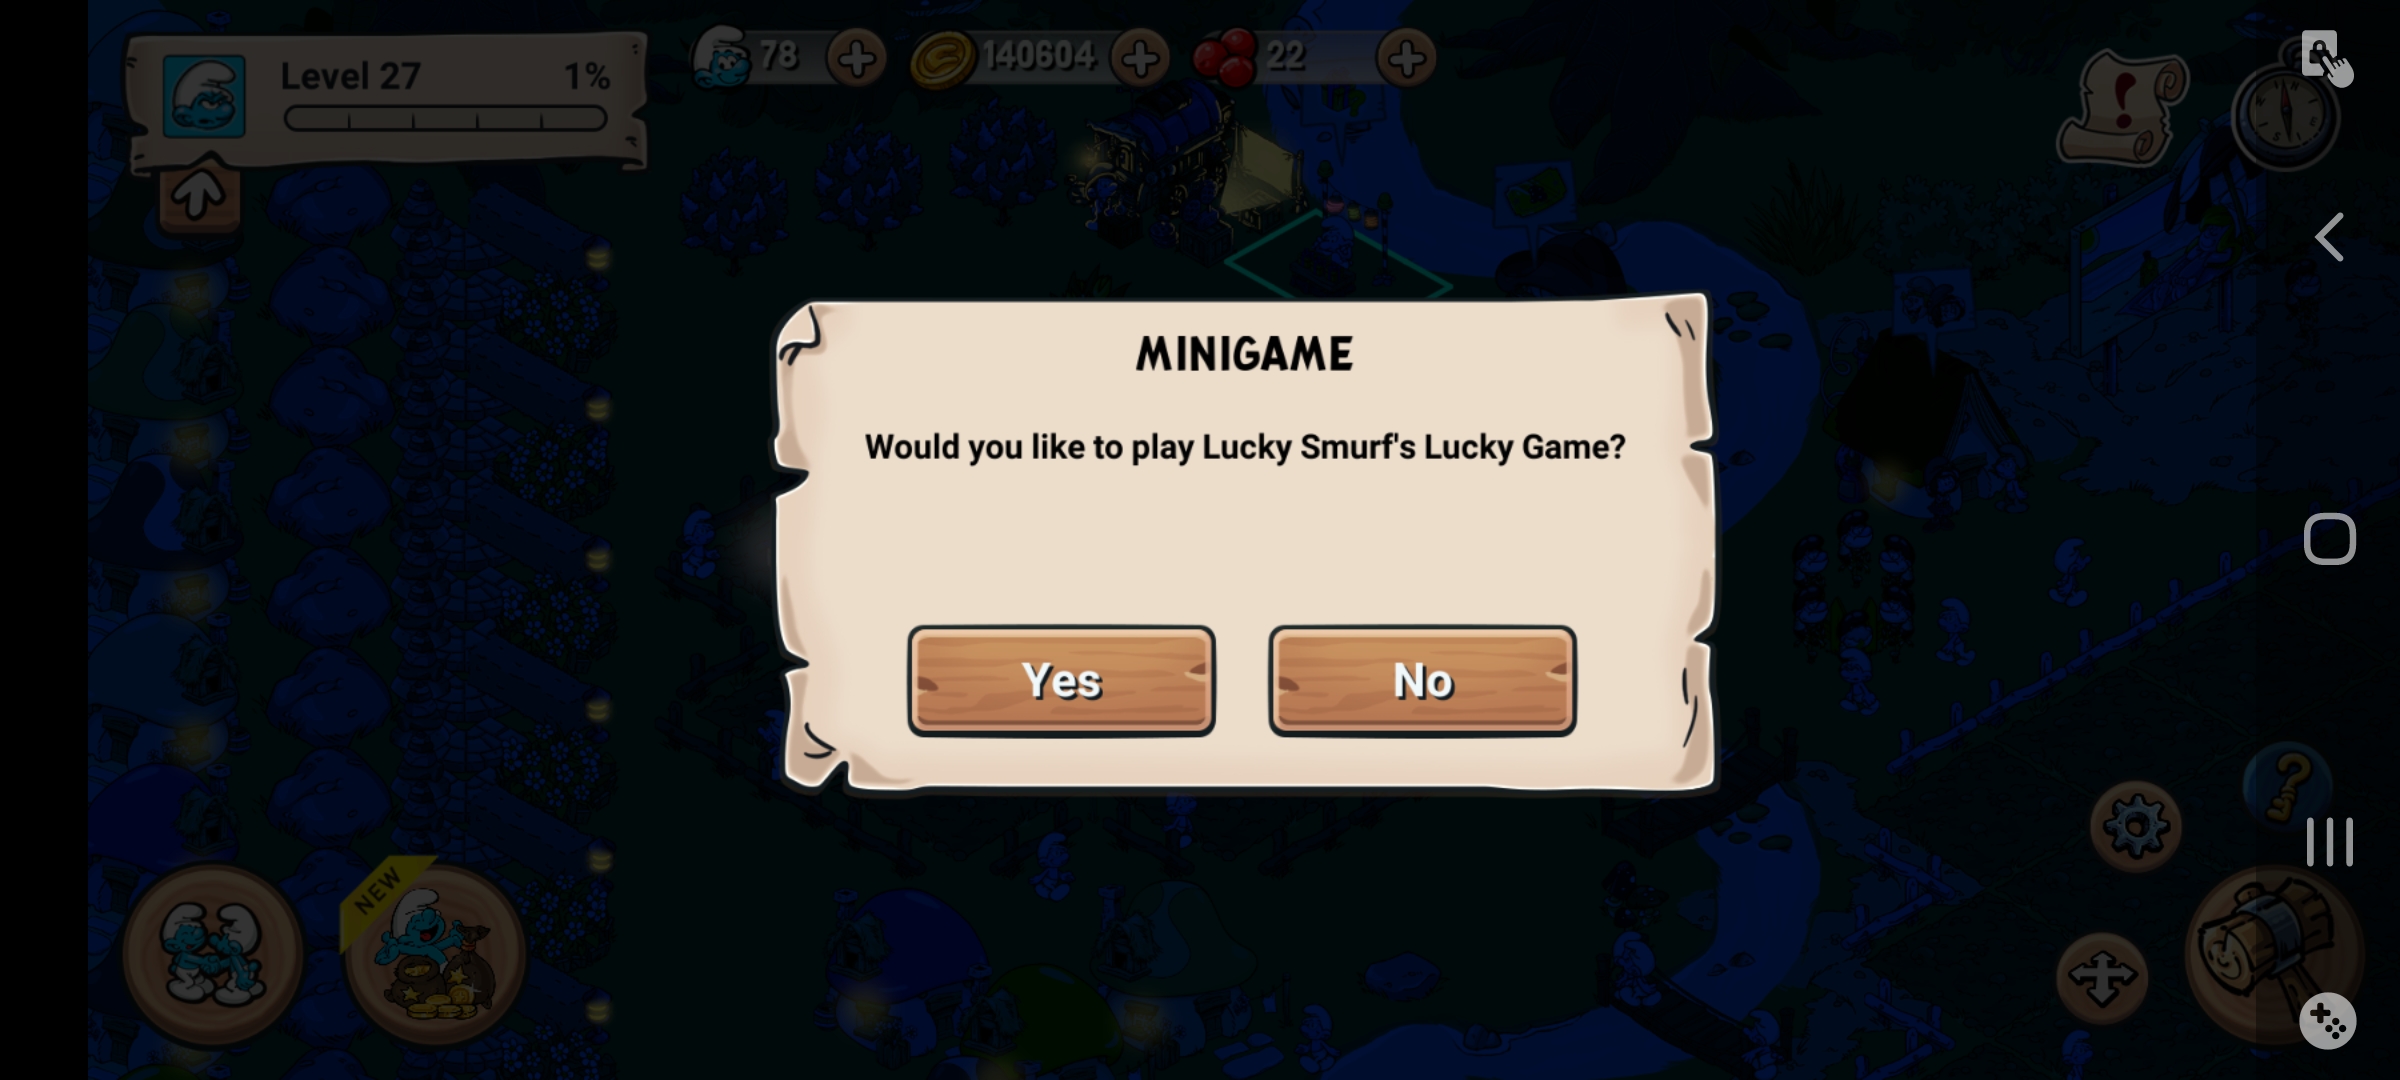 Level 27 1%
78
140604
22
MINIGAME
Would you like to play Lucky Smurf's Lucky Game?
Yes
No
NEW